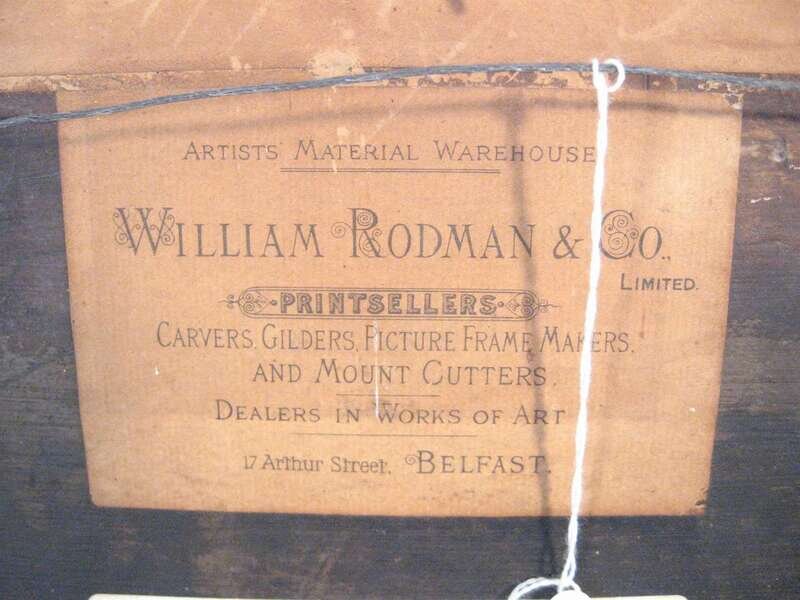 ARTISTS' MATERIAL WAREHOUSE
WILLIAM RODMAN & CO.,
LIMITED.
PRINTSELLERS
CARVERS, GILDERS, PICTURE FRAME MAKERS,
AND MOUNT CUTTERS,
DEALERS IN WORKS OF ART
17 Arthur Street, BELFAST.